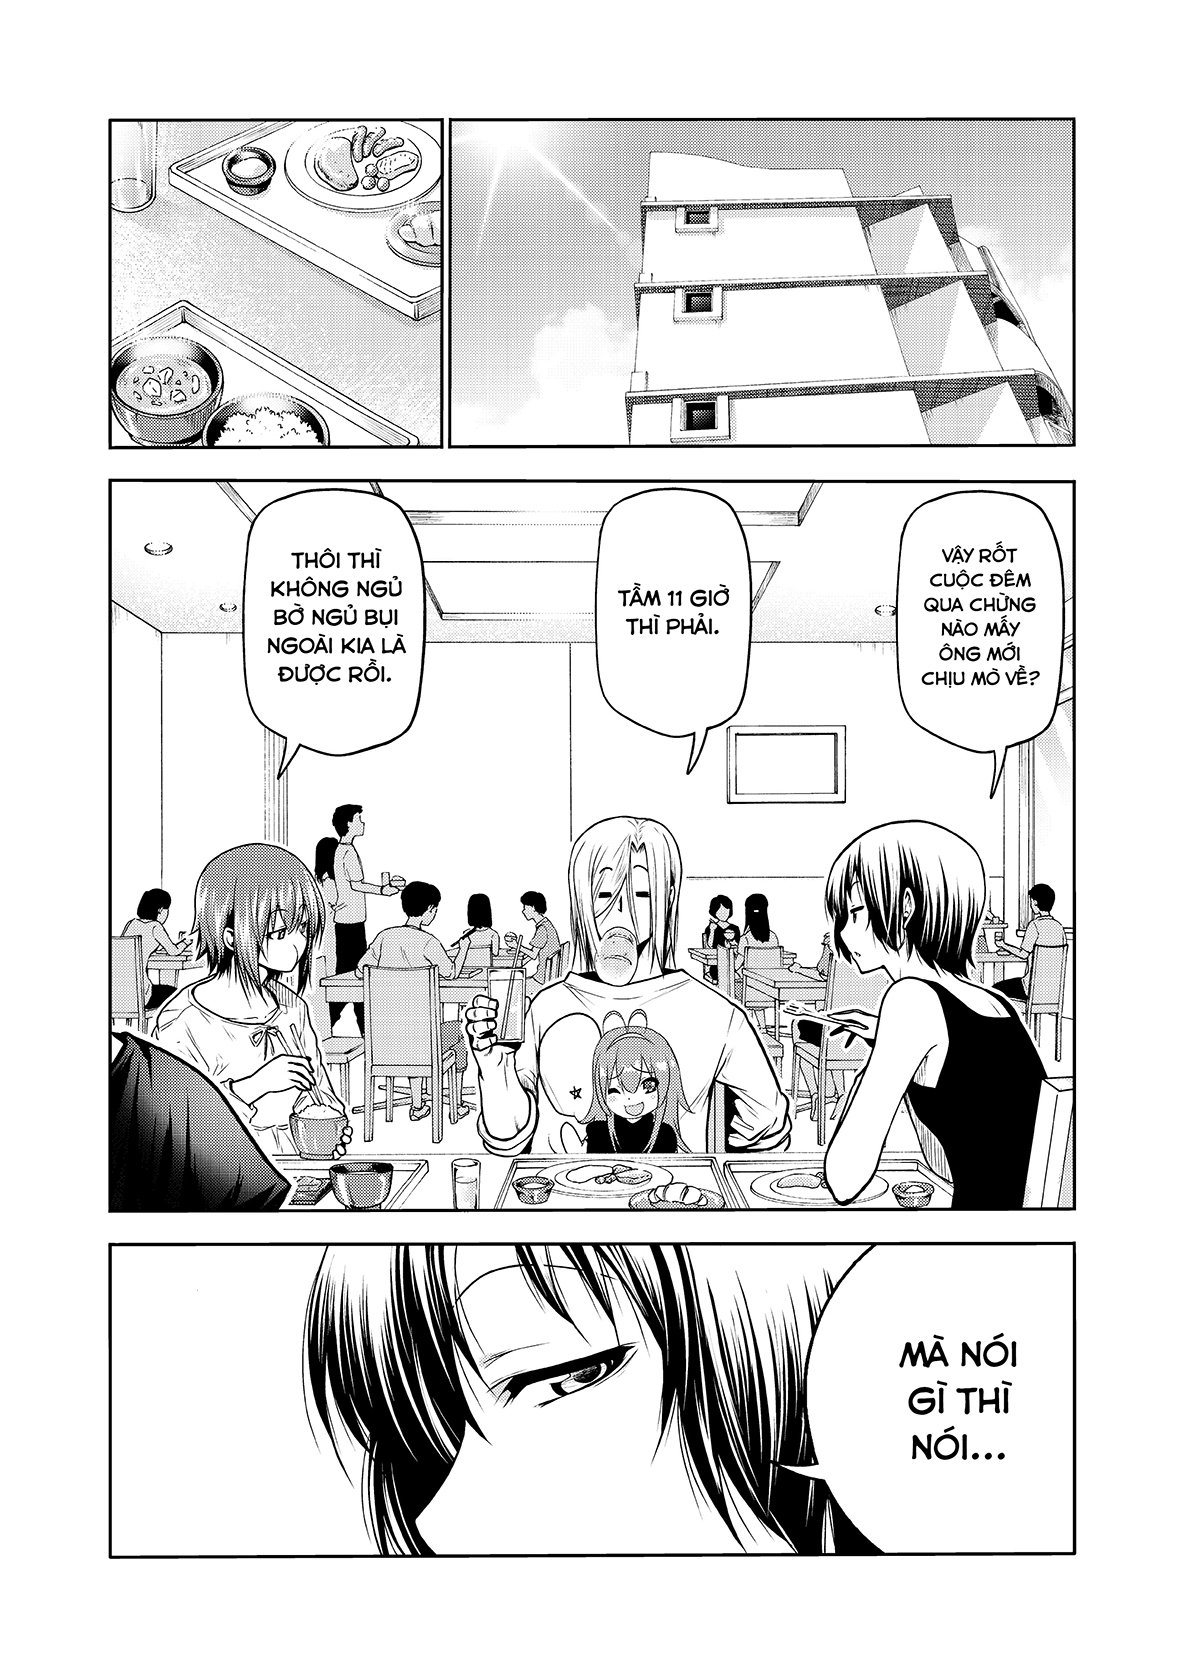 VẬY RỐT
CUỘC ĐÊM
QUA CHỪNG
NÀO MẤY
ÔNG MỚI
CHỊU MÒ VỀ?
TẦM 11 GIỜ
THÌ PHẢI.
THÔI THÌ
KHÔNG NGỦ
BỜ NGỦ BỤI
NGOÀI KIA LÀ
ĐƯỢC RỒI.
MÀ NÓI
GÌ THÌ
NÓI...